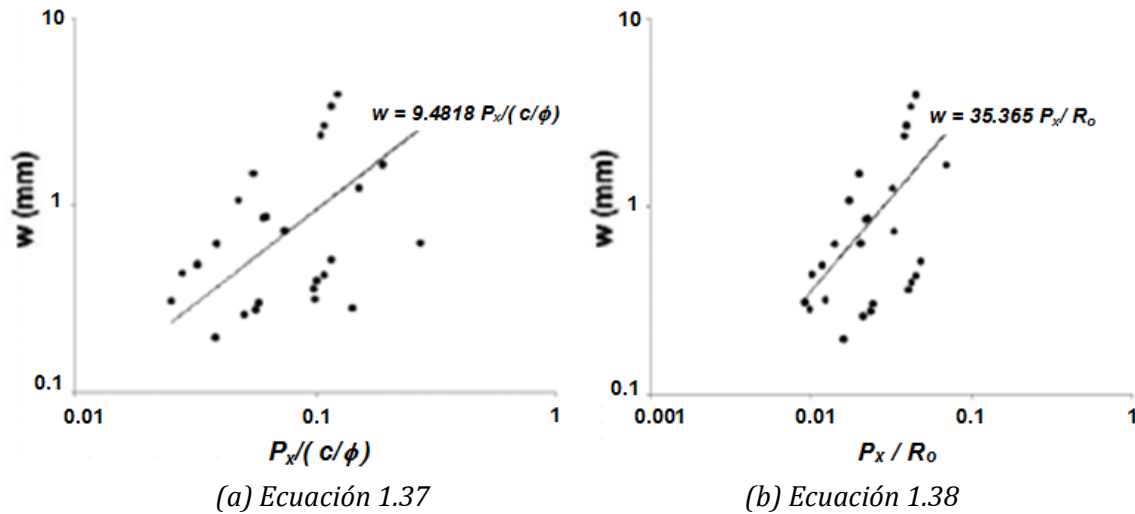 10
w = 9.4818 Pₓ/( c/ϕ)
1
w (mm)
0.1
0.01
0.1
1
Pₓ/( c/ϕ)
(a) Ecuación 1.37
10
w = 35.365 Pₓ/ Rₒ
1
w (mm)
0.1
0.001
0.01
0.1
1
Pₓ / Rₒ
(b) Ecuación 1.38